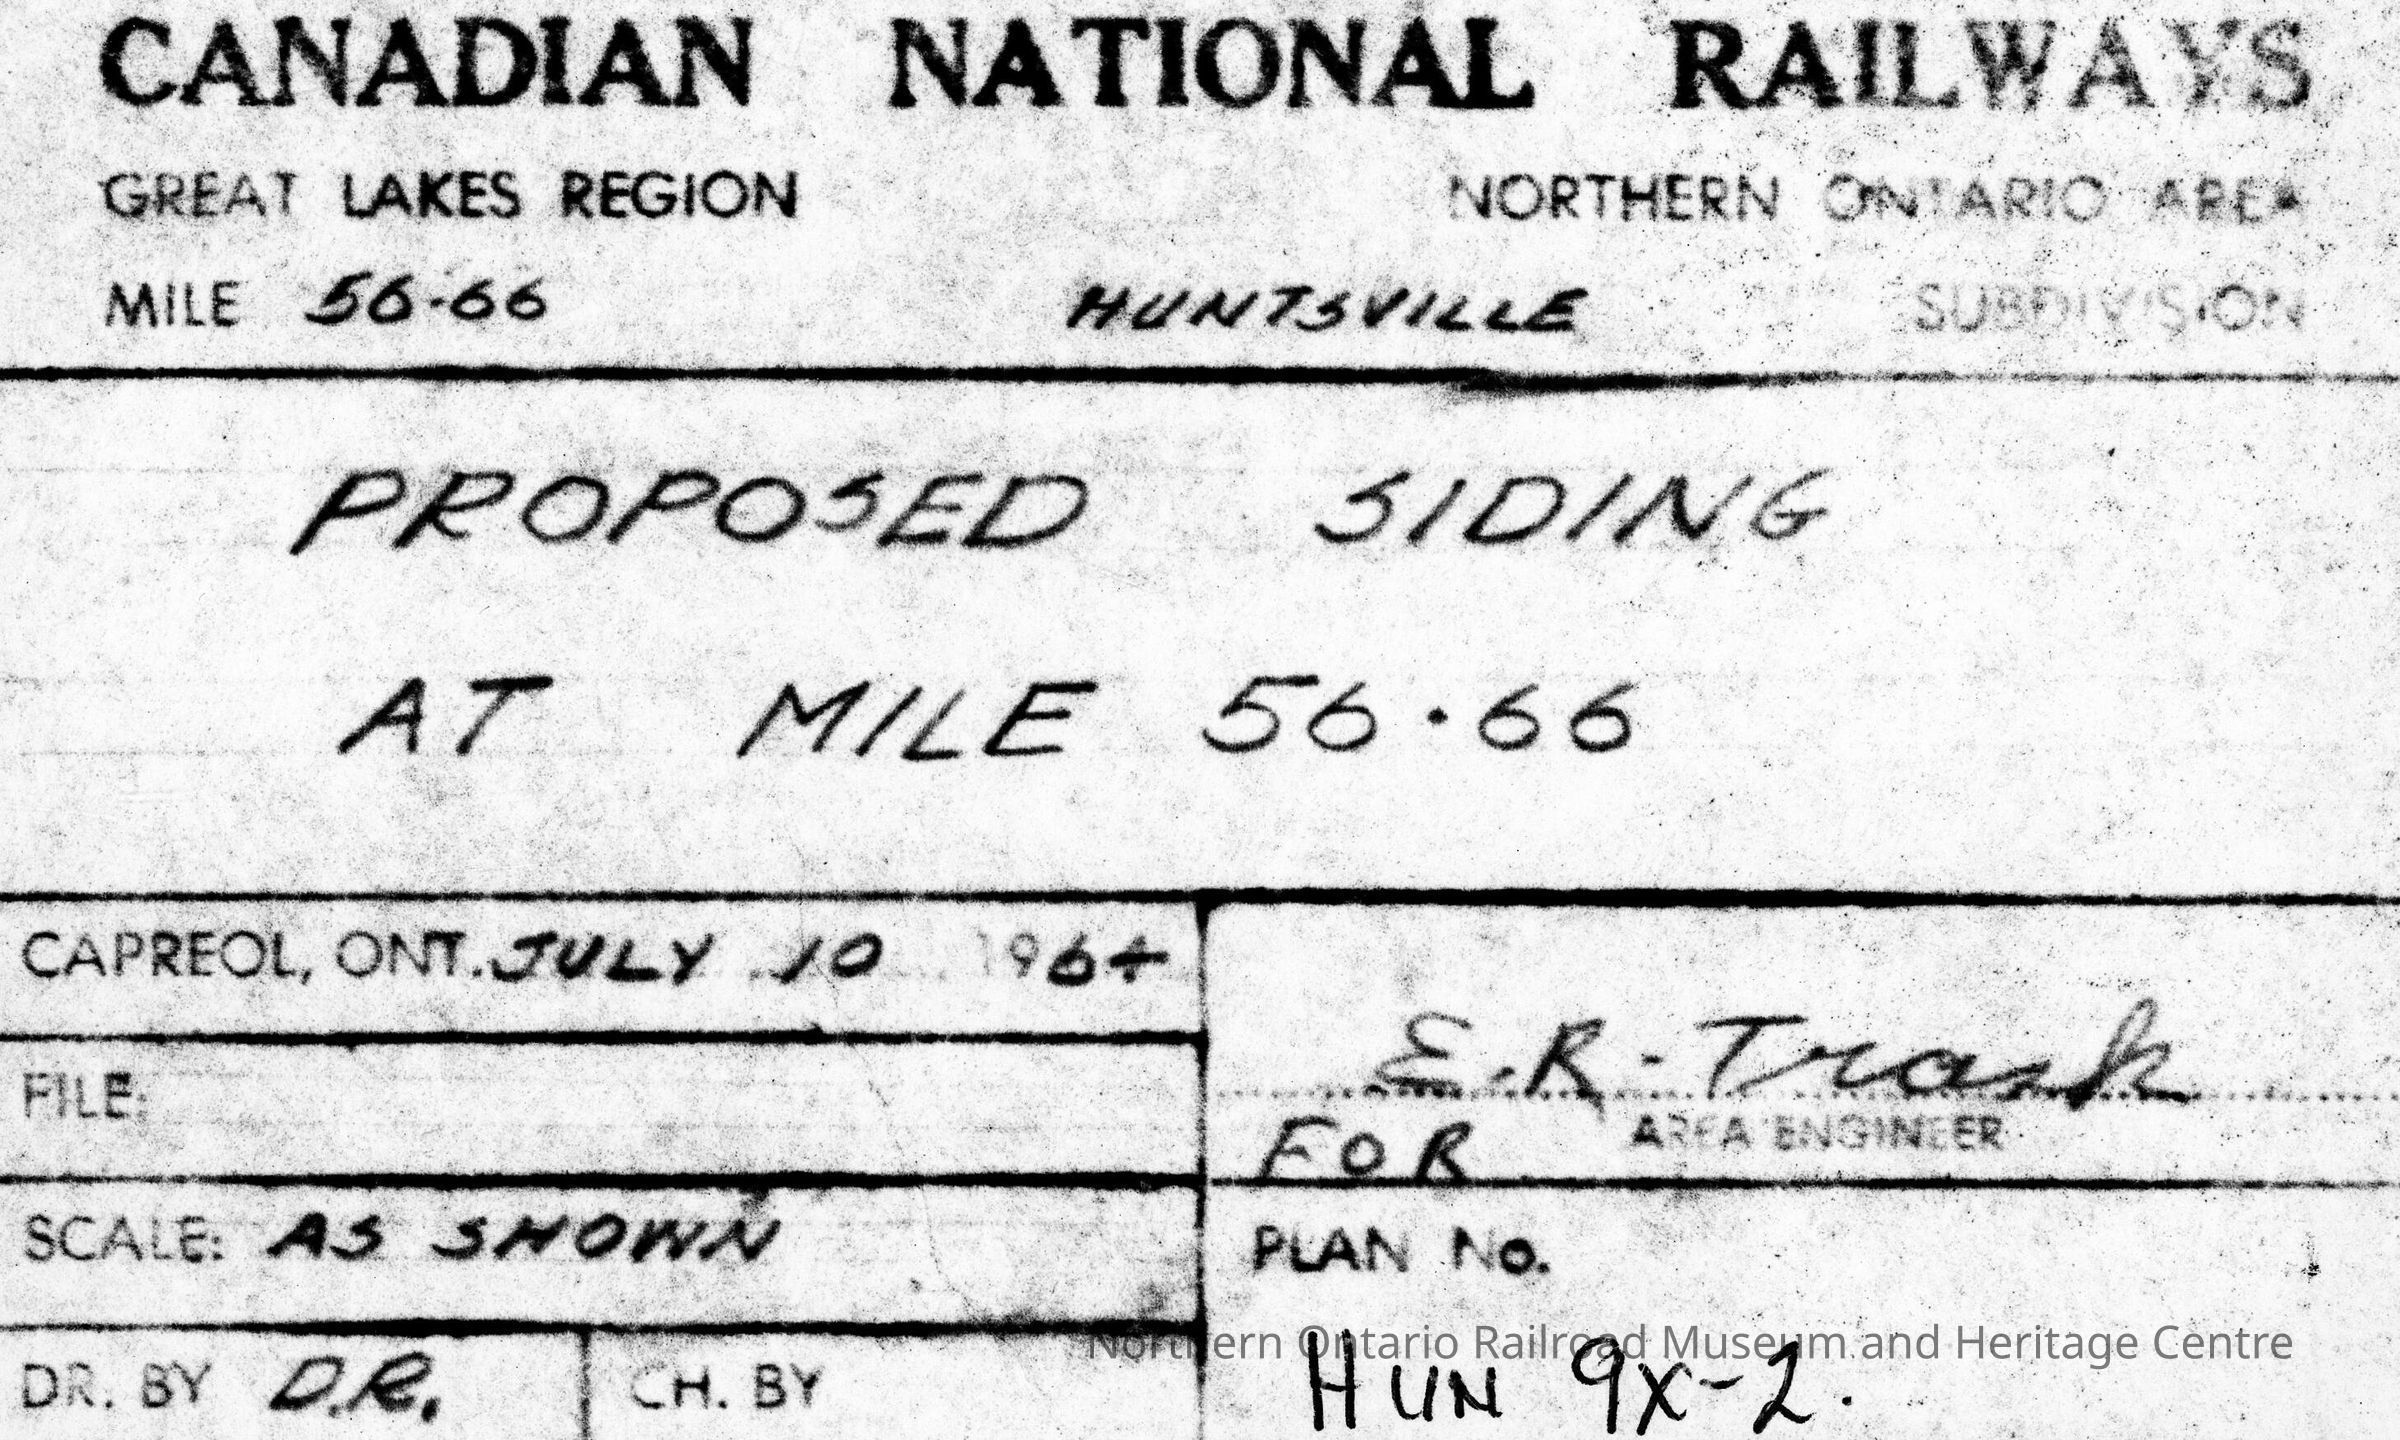 CANADIAN NATIONAL RAILWAYS
GREAT LAKES REGION NORTHERN ONTARIO AREA
MILE 56.66 HUNTSVILLE SUBDIVISION
PROPOSED SIDING
AT MILE 56.66
CAPREOL, ONT. JULY 10 1964
FILE:
SCALE: AS SHOWN
DR. BY D.R. CH. BY
E.R. Trask
AREA ENGINEER
FOR
PLAN No.
Northern Ontario Railroad Museum and Heritage Centre
HUN 9X-2.